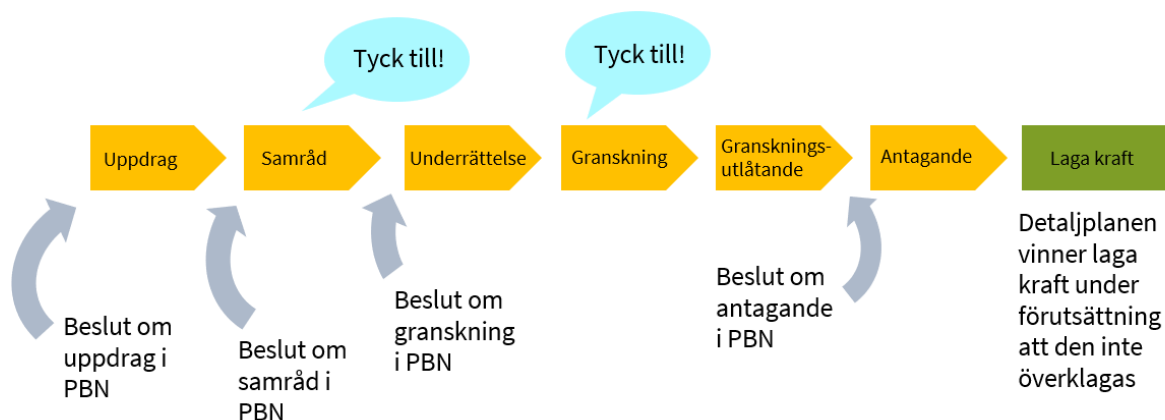 Tyck till!
Tyck till!
Uppdrag
Samråd
Underrättelse
Granskning
Gransknings-
utlåtande
Antagande
Laga kraft
Beslut om
uppdrag i
PBN
Beslut om
samråd i
PBN
Beslut om
granskning
i PBN
Beslut om
antagande
i PBN
Detaljplanen
vinner laga
kraft under
förutsättning
att den inte
överklagas